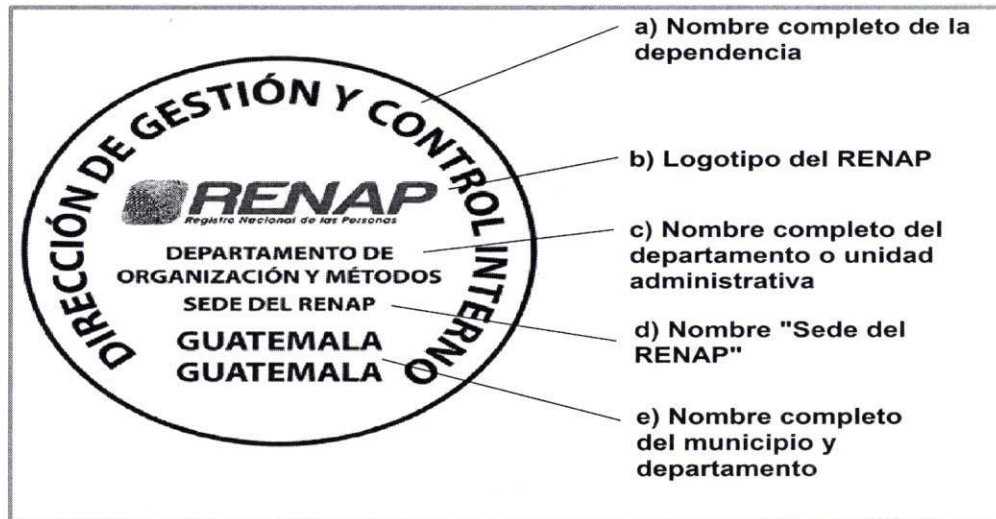 DIRECCIÓN DE GESTIÓN Y CONTROL INTERNO
RENAP
Registro Nacional de las Personas
DEPARTAMENTO DE
ORGANIZACIÓN Y MÉTODOS
SEDE DEL RENAP
GUATEMALA
GUATEMALA
a) Nombre completo de la
dependencia
b) Logotipo del RENAP
c) Nombre completo del
departamento o unidad
administrativa
d) Nombre "Sede del
RENAP"
e) Nombre completo
del municipio y
departamento